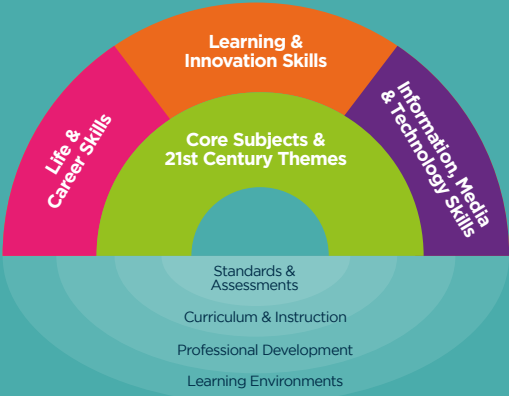 Learning &
Innovation Skills
Life &
Career Skills
Information, Media
& Technology Skills
Core Subjects &
21st Century Themes
Standards &
Assessments
Curriculum & Instruction
Professional Development
Learning Environments